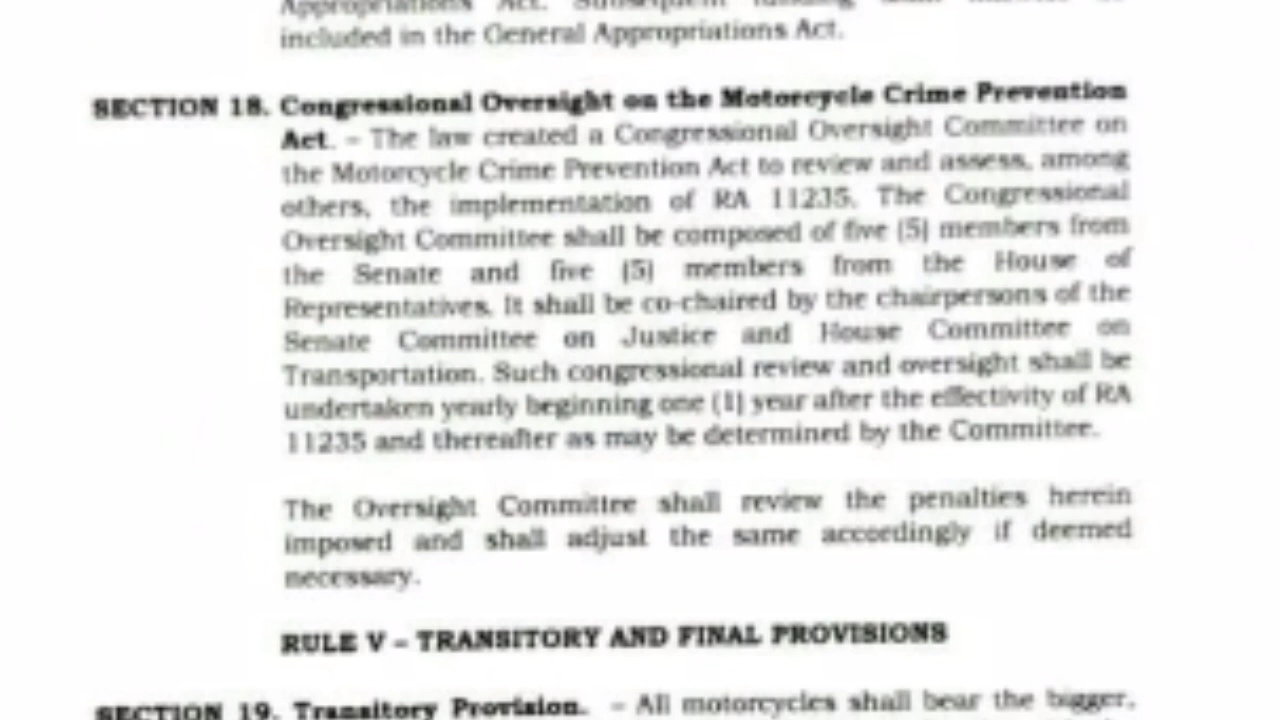 Appropriations Act. Subsequent funding shall likewise be
included in the General Appropriations Act.
SECTION 18. Congressional Oversight on the Motorcycle Crime Prevention
Act. – The law created a Congressional Oversight Committee on
the Motorcycle Crime Prevention Act to review and assess, among
others, the implementation of RA 11235. The Congressional
Oversight Committee shall be composed of five (5) members from
the Senate and five (5) members from the House of
Representatives. It shall be co-chaired by the chairpersons of the
Senate Committee on Justice and House Committee on
Transportation. Such congressional review and oversight shall be
undertaken yearly beginning one (1) year after the effectivity of RA
11235 and thereafter as may be determined by the Committee.
The Oversight Committee shall review the penalties herein
imposed and shall adjust the same accordingly if deemed
necessary.
RULE V – TRANSITORY AND FINAL PROVISIONS
SECTION 19. Transitory Provision. – All motorcycles shall bear the bigger,